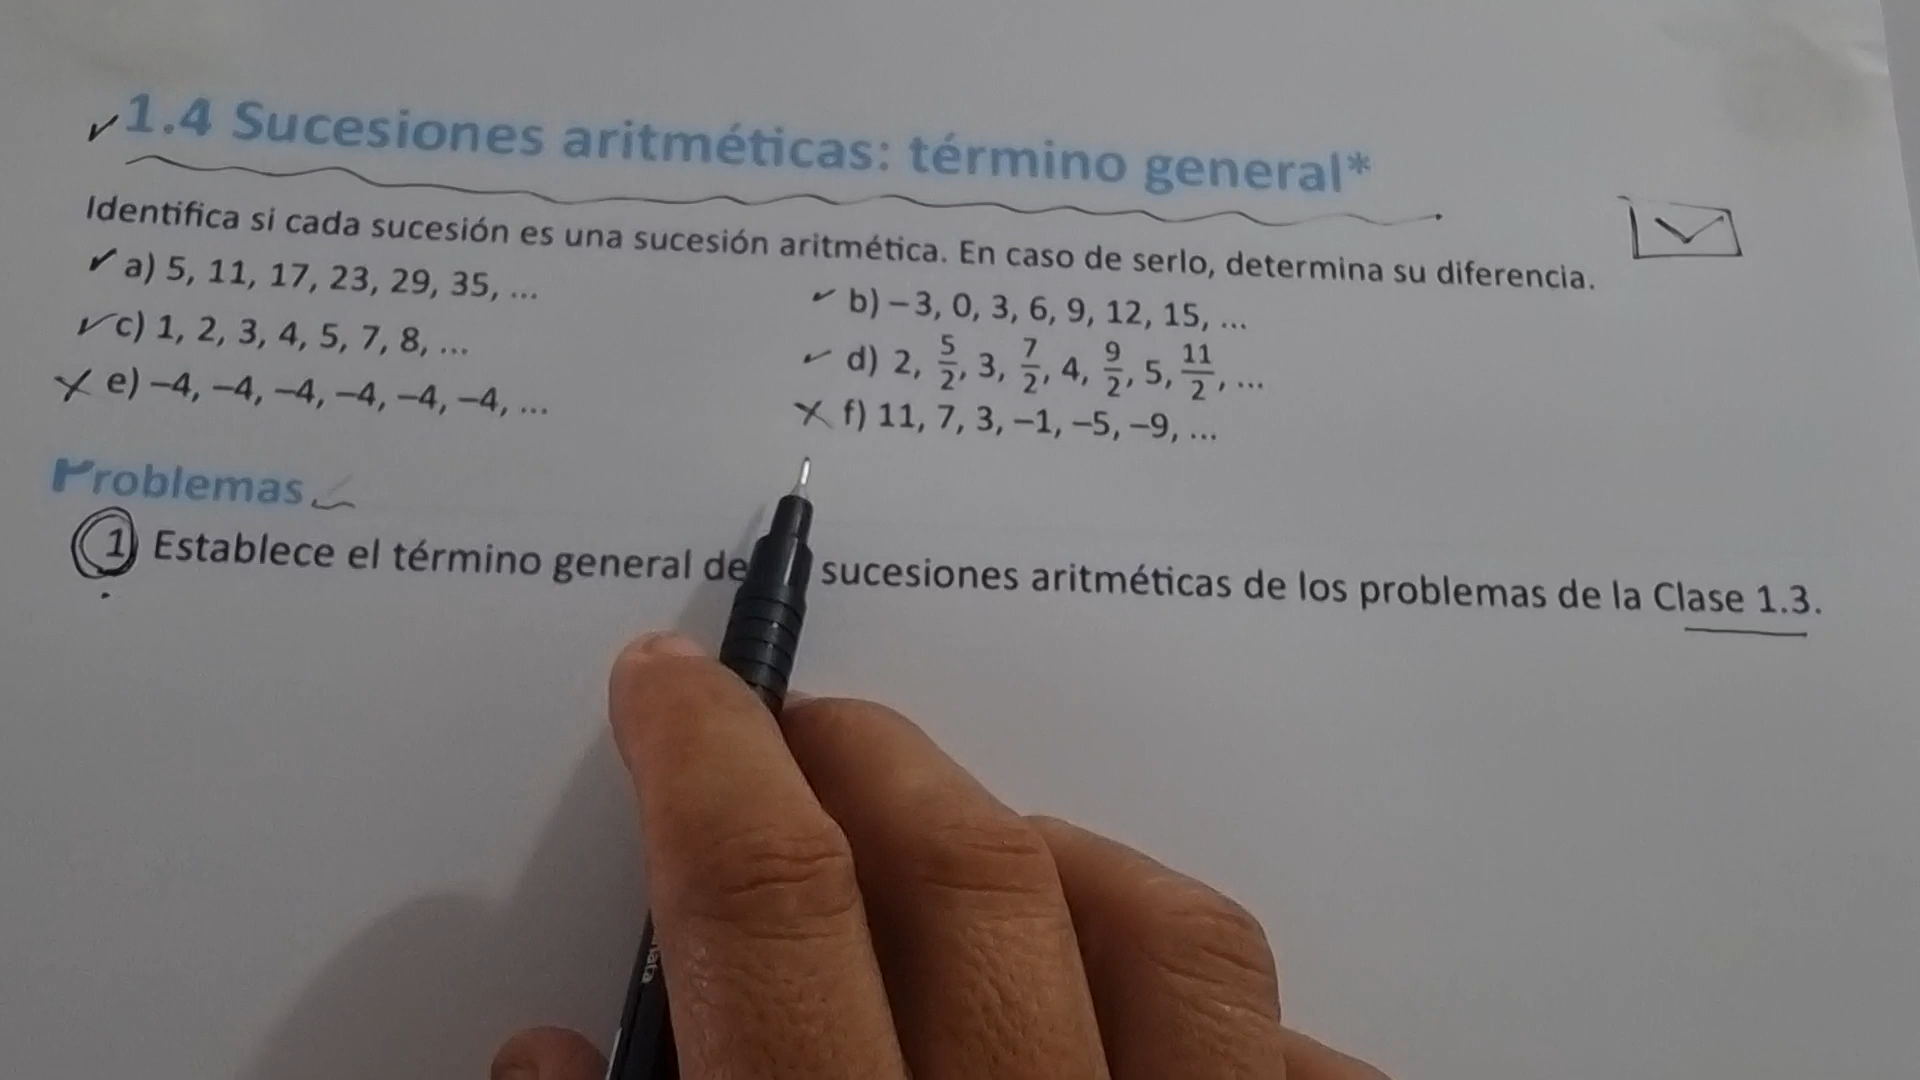 1.4 Sucesiones aritméticas: término general*
Identifica si cada sucesión es una sucesión aritmética. En caso de serlo, determina su diferencia.
a) 5, 11, 17, 23, 29, 35, ...
b) −3, 0, 3, 6, 9, 12, 15, ...
c) 1, 2, 3, 4, 5, 7, 8, ...
d) 2, 5/2, 3, 7/2, 4, 9/2, 5, 11/2, ...
e) −4, −4, −4, −4, −4, −4, ...
f) 11, 7, 3, −1, −5, −9, ...
Problemas
1) Establece el término general de sucesiones aritméticas de los problemas de la Clase 1.3.